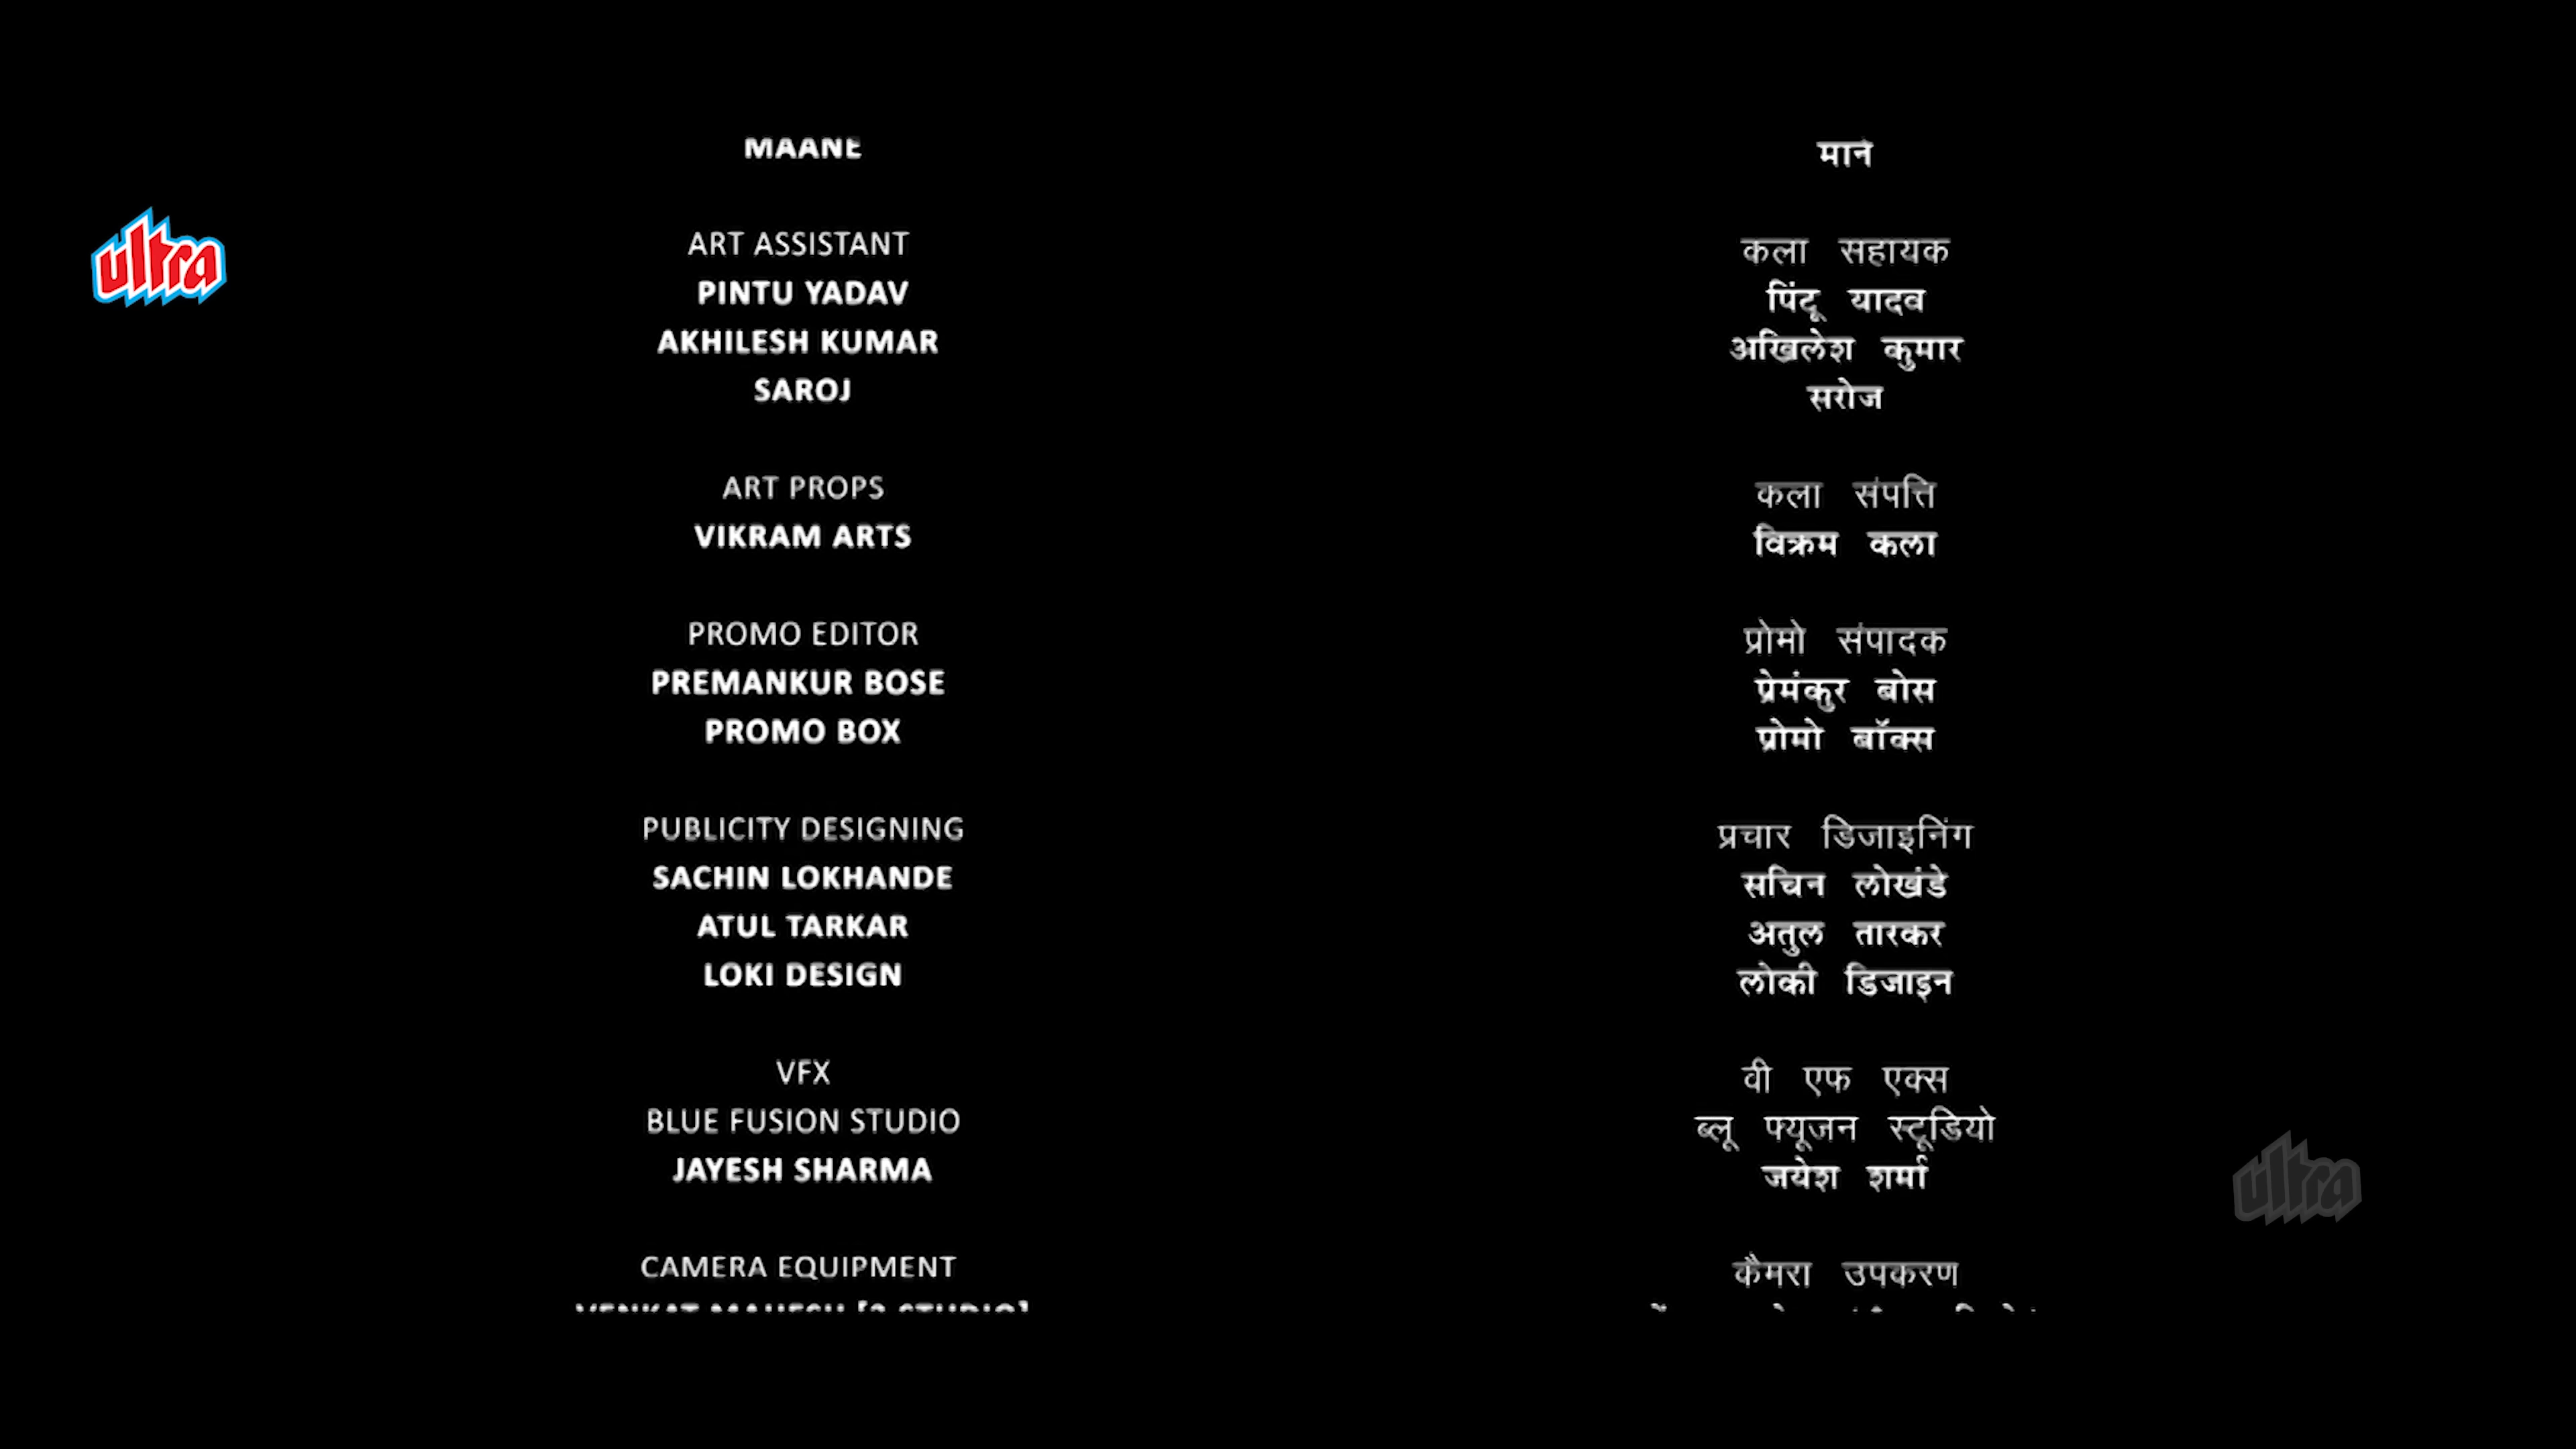 MAANE
माने
ultra
ART ASSISTANT
कला सहायक
PINTU YADAV
पिंटू यादव
AKHILESH KUMAR
अखिलेश कुमार
SAROJ
सरोज
ART PROPS
कला संपत्ति
VIKRAM ARTS
विक्रम कला
PROMO EDITOR
प्रोमो संपादक
PREMANKUR BOSE
प्रेमंकुर बोस
PROMO BOX
प्रोमो बॉक्स
PUBLICITY DESIGNING
प्रचार डिजाइनिंग
SACHIN LOKHANDE
सचिन लोखंडे
ATUL TARKAR
अतुल तारकर
LOKI DESIGN
लोकी डिजाइन
VFX
वी एफ एक्स
BLUE FUSION STUDIO
ब्लू फ्यूजन स्टूडियो
JAYESH SHARMA
जयेश शर्मा
ultra
CAMERA EQUIPMENT
कैमरा उपकरण